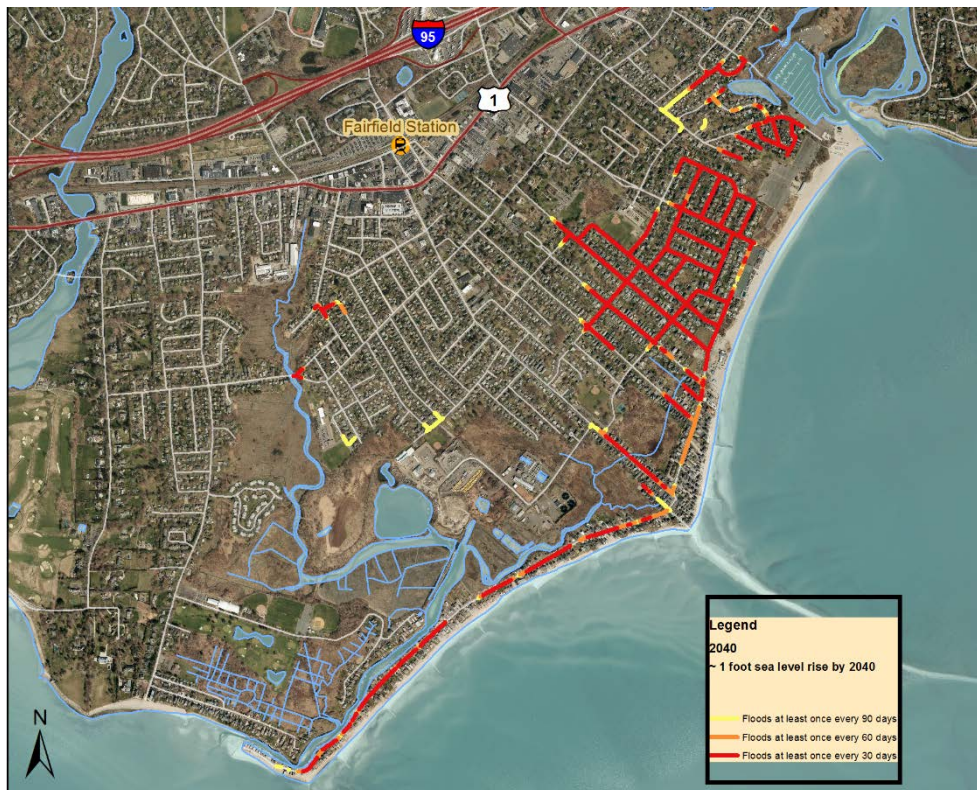 95
1
Fairfield Station
Legend
2040
~ 1 foot sea level rise by 2040
Floods at least once every 90 days
Floods at least once every 60 days
Floods at least once every 30 days
N